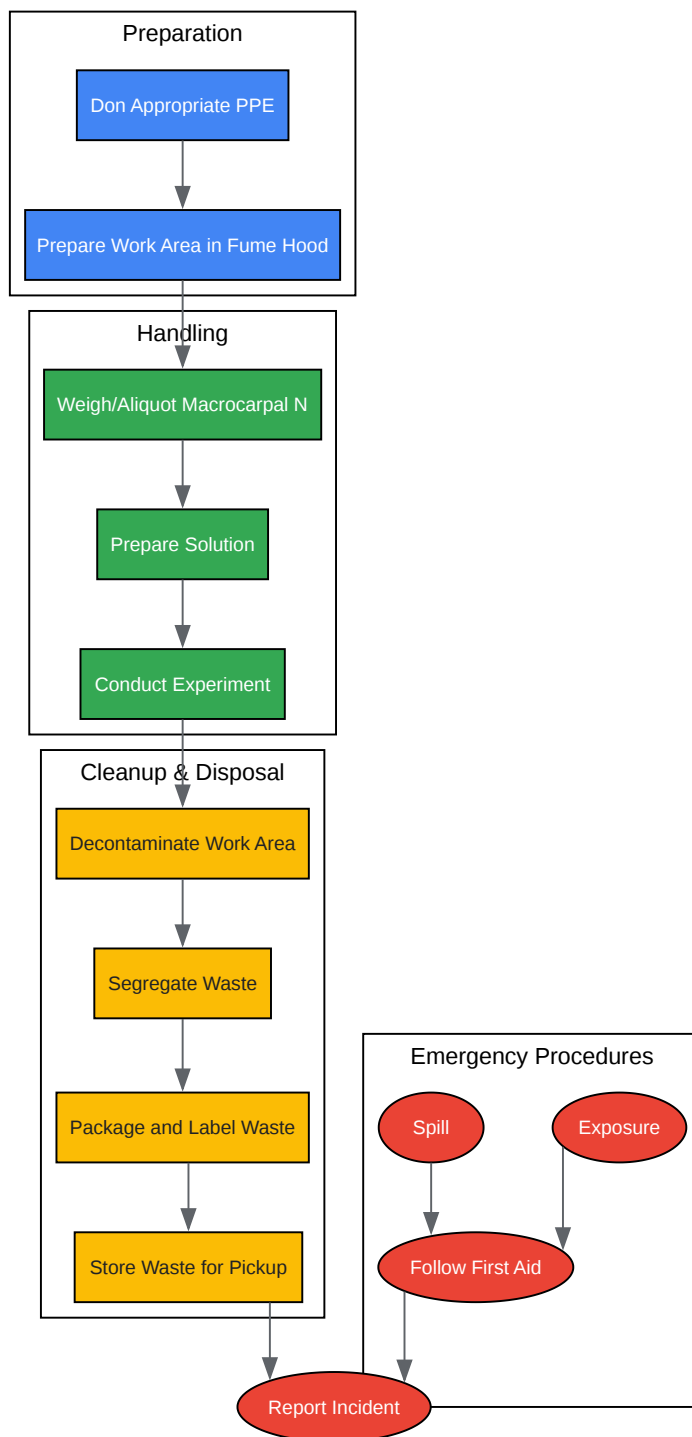 Preparation
Don Appropriate PPE
Prepare Work Area in Fume Hood
Handling
Weigh/Aliquot Macrocarpal N
Prepare Solution
Conduct Experiment
Cleanup & Disposal
Decontaminate Work Area
Segregate Waste
Package and Label Waste
Store Waste for Pickup
Emergency Procedures
Spill
Exposure
Follow First Aid
Report Incident